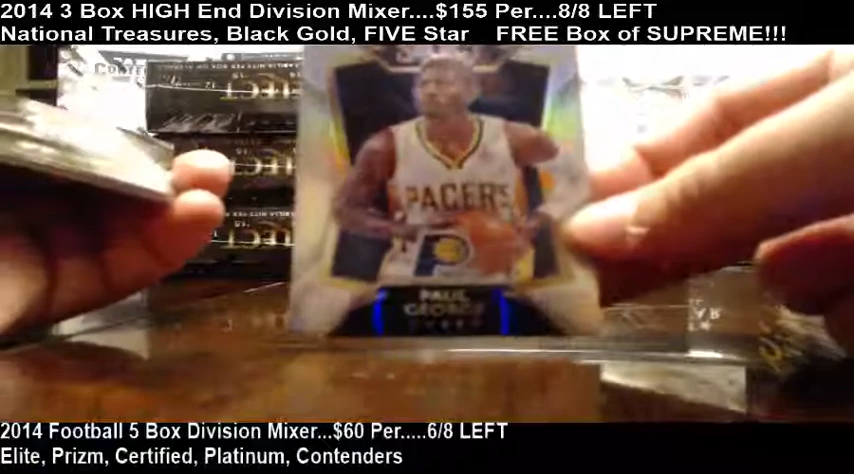 2014 3 Box HIGH End Division Mixer....$155 Per....8/8 LEFT
National Treasures, Black Gold, FIVE Star FREE Box of SUPREME!!!
PACERS
PAUL
GEORGE
2014 Football 5 Box Division Mixer...$60 Per.....6/8 LEFT
Elite, Prizm, Certified, Platinum, Contenders